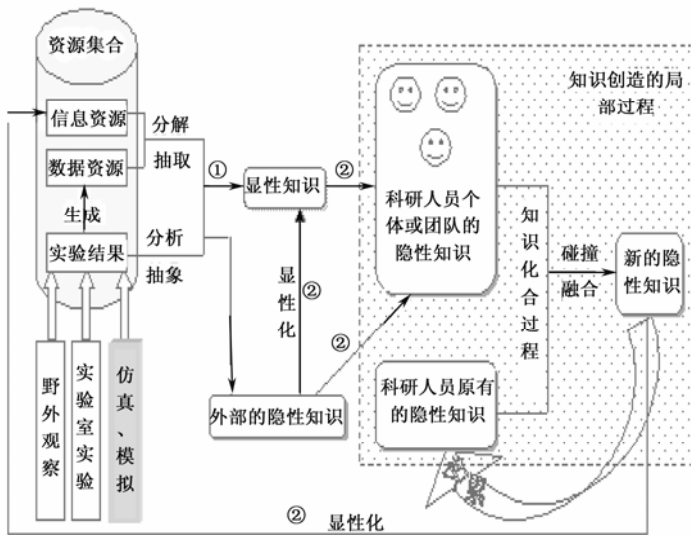 资源集合
信息资源
数据资源
生成
实验结果
野外观察
实验室实验
仿真、模拟
分解
抽取
分析
抽象
①
显性知识
②
显性化
②
②
外部的隐性知识
知识创造的局
部过程
科研人员个
体或团队的
隐性知识
科研人员原有
的隐性知识
知识化合过程
碰撞
融合
新的隐
性知识
积累
②
显性化